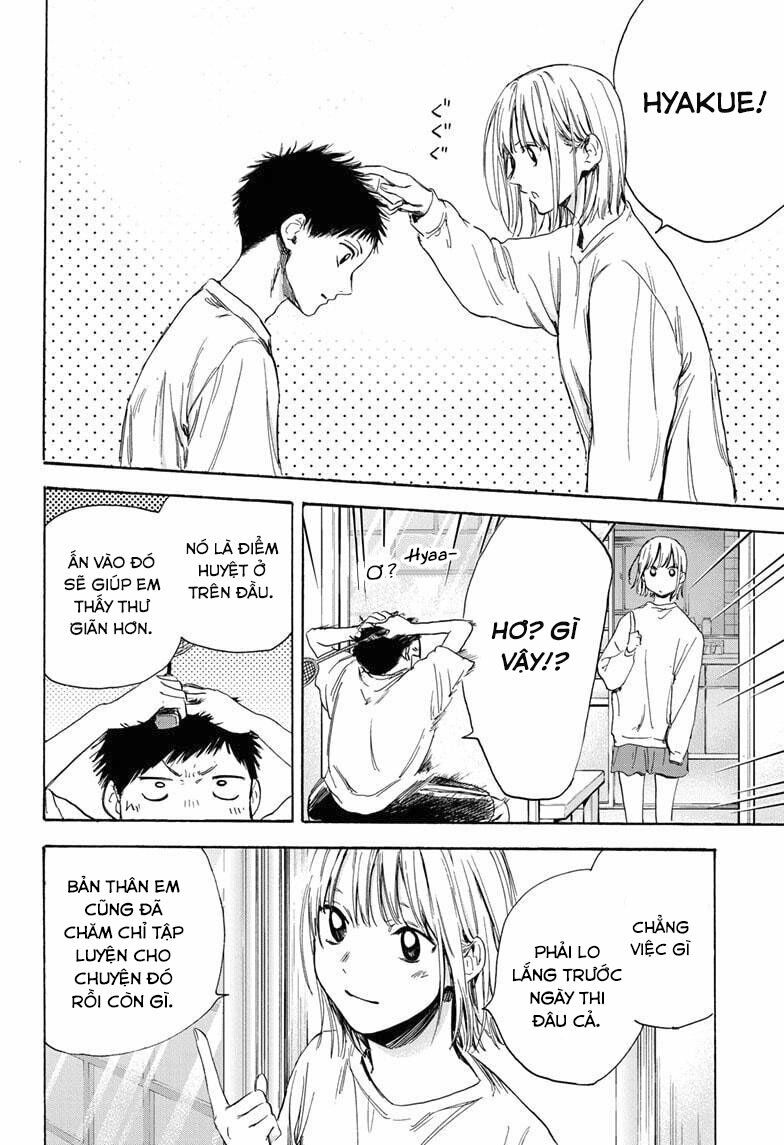 HYAKUE!
ぐ
ぐ
ぐ
HƠ? GÌ
VẬY!?
Hyaa-
Ơ?
NÓ LÀ ĐIỂM
HUYỆT Ở
TRÊN ĐẦU.
ẤN VÀO ĐÓ
SẼ GIÚP EM
THẤY THƯ
GIÃN HƠN.
CHẲNG
VIỆC GÌ
PHẢI LO
LẮNG TRƯỚC
NGÀY THI
ĐÂU CẢ.
BẢN THÂN EM
CŨNG ĐÃ
CHĂM CHỈ TẬP
LUYỆN CHO
CHUYỆN ĐÓ
RỒI CÒN GÌ.